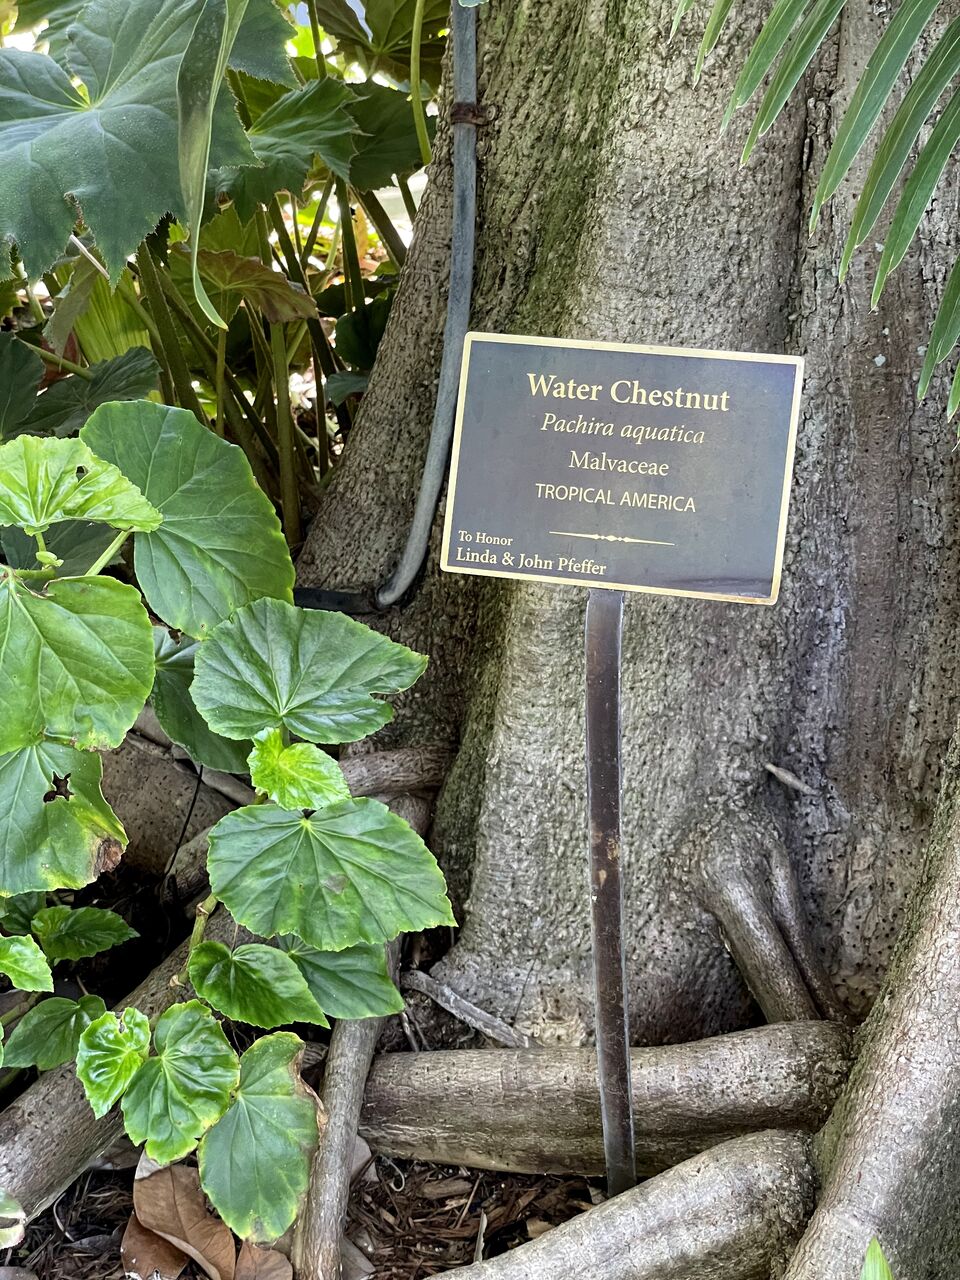 Water Chestnut
Pachira aquatica
Malvaceae
TROPICAL AMERICA
To Honor
Linda & John Pfeffer